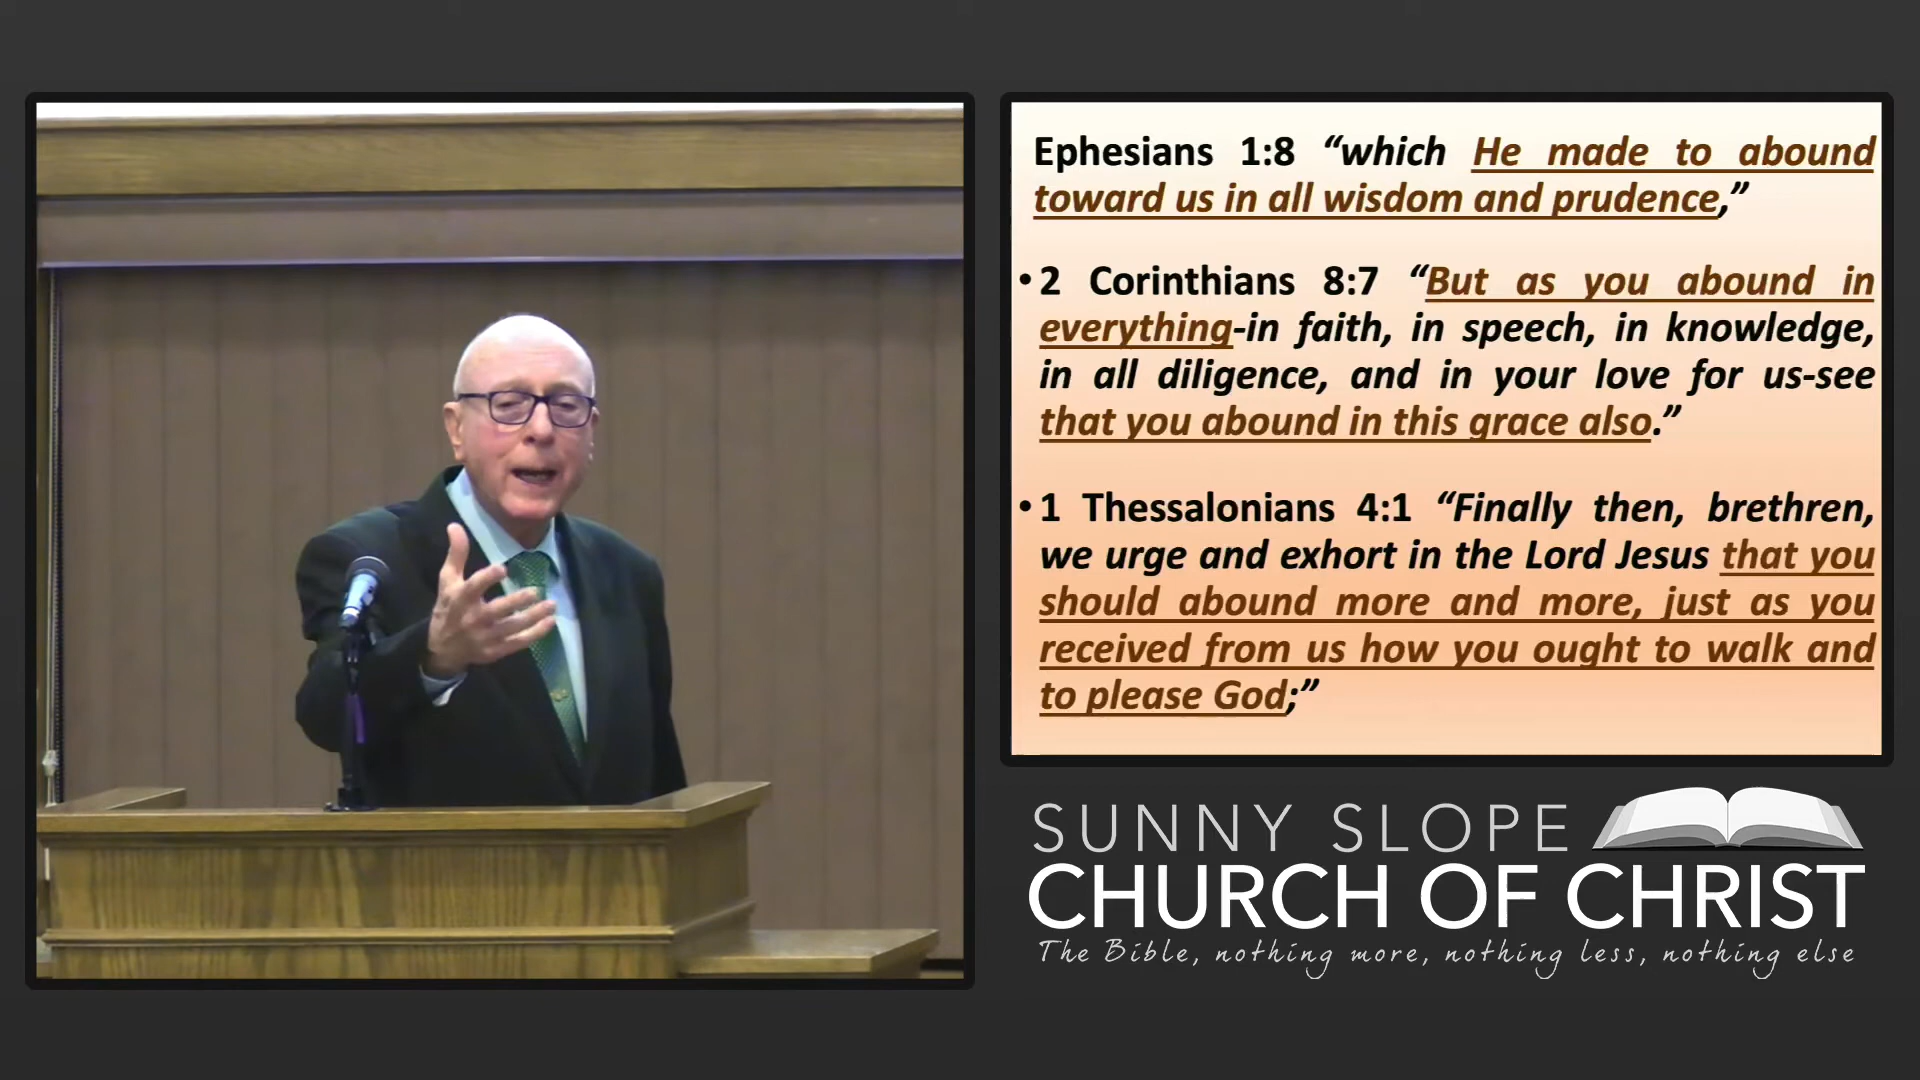 Ephesians 1:8 “which He made to abound
toward us in all wisdom and prudence,”
• 2 Corinthians 8:7 “But as you abound in
everything-in faith, in speech, in knowledge,
in all diligence, and in your love for us-see
that you abound in this grace also.”
• 1 Thessalonians 4:1 “Finally then, brethren,
we urge and exhort in the Lord Jesus that you
should abound more and more, just as you
received from us how you ought to walk and
to please God;”
SUNNY SLOPE
CHURCH OF CHRIST
The Bible, nothing more, nothing less, nothing else